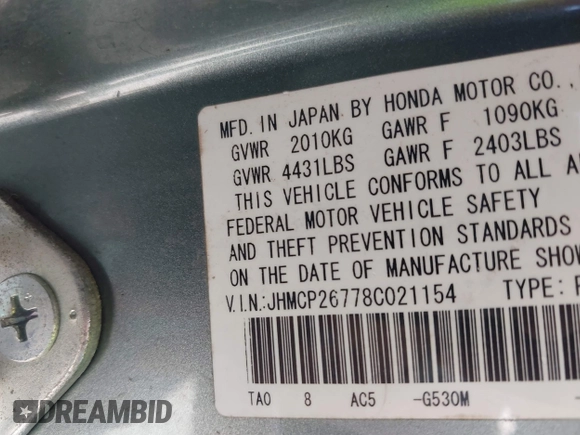 MFD. IN JAPAN BY HONDA MOTOR CO.,
GVWR 2010KG GAWR F 1090KG
GVWR 4431LBS GAWR F 2403LBS
THIS VEHICLE CONFORMS TO ALL A
FEDERAL MOTOR VEHICLE SAFETY
AND THEFT PREVENTION STANDARDS
ON THE DATE OF MANUFACTURE SHOW
V.I.N.:JHMCP26778C021154 TYPE:P
TA0 8 AC5 -G530M -
DREAMBID